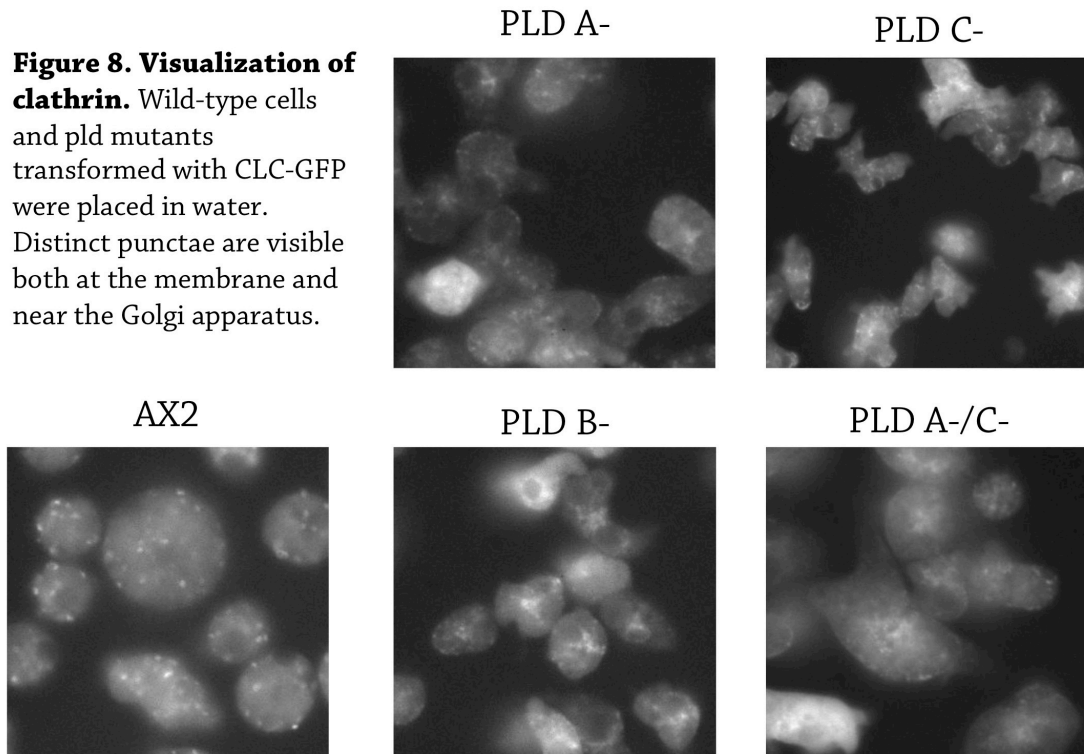 Figure 8. Visualization of
clathrin. Wild-type cells
and pld mutants
transformed with CLC-GFP
were placed in water.
Distinct punctae are visible
both at the membrane and
near the Golgi apparatus.
PLD A-
PLD C-
AX2
PLD B-
PLD A-/C-